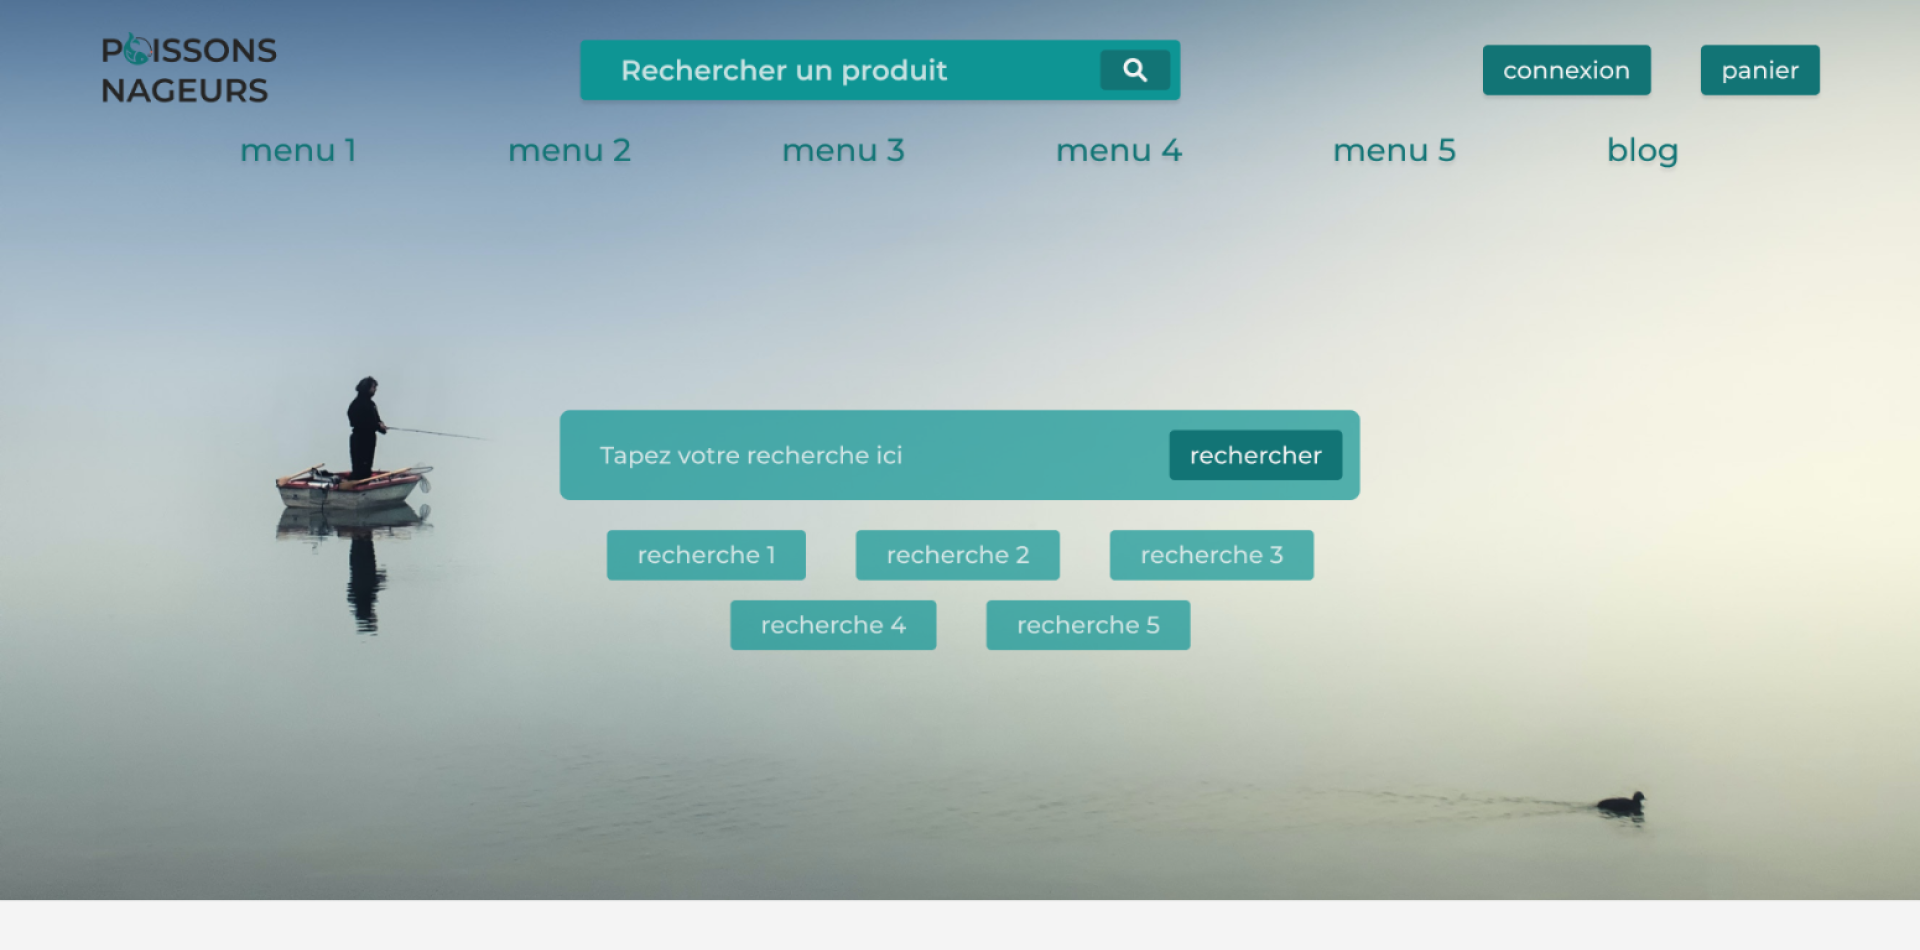 POISSONS
NAGEURS
Rechercher un produit
connexion
panier
menu 1
menu 2
menu 3
menu 4
menu 5
blog
Tapez votre recherche ici
rechercher
recherche 1
recherche 2
recherche 3
recherche 4
recherche 5